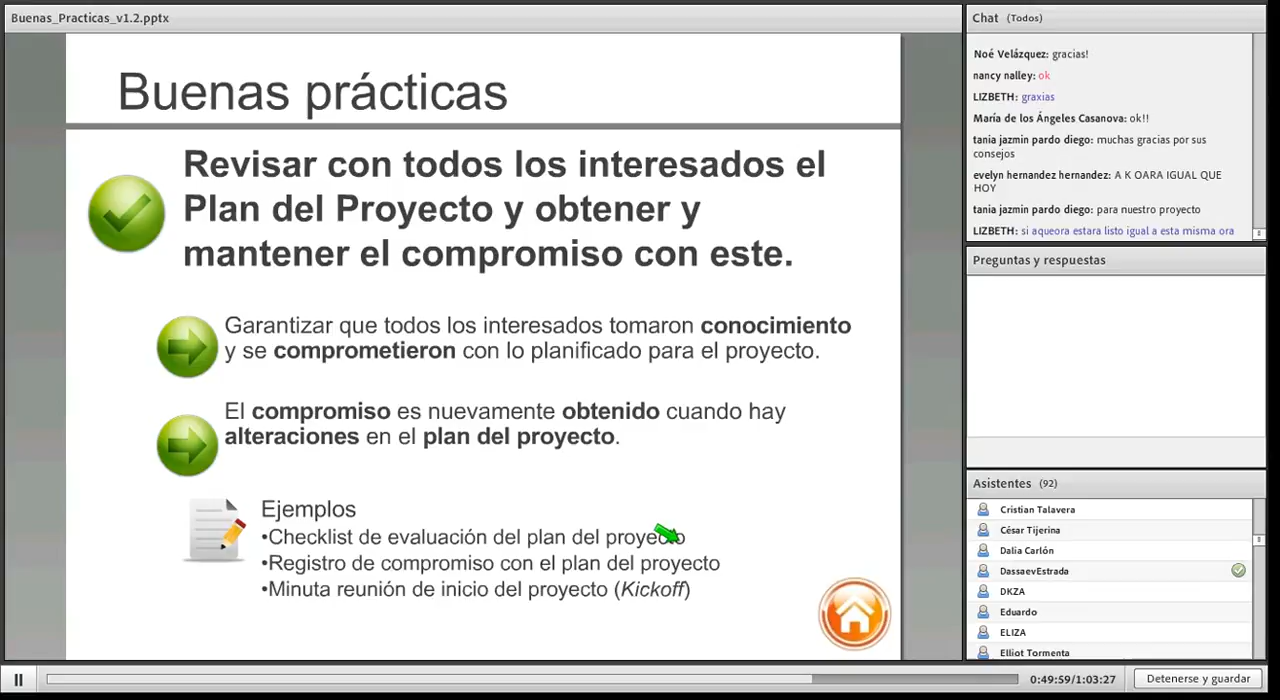 Buenas_Practicas_v1.2.pptx
Buenas prácticas
Revisar con todos los interesados el
Plan del Proyecto y obtener y
mantener el compromiso con este.
Garantizar que todos los interesados tomaron conocimiento
y se comprometieron con lo planificado para el proyecto.
El compromiso es nuevamente obtenido cuando hay
alteraciones en el plan del proyecto.
Ejemplos
•Checklist de evaluación del plan del proyecto
•Registro de compromiso con el plan del proyecto
•Minuta reunión de inicio del proyecto (Kickoff)
Chat (Todos)
Noé Velázquez: gracias!
nancy nalley: ok
LIZBETH: graxias
María de los Ángeles Casanova: ok!!
tania jazmin pardo diego: muchas gracias por sus
consejos
evelyn hernandez hernandez: A K OARA IGUAL QUE
HOY
tania jazmin pardo diego: para nuestro proyecto
LIZBETH: si aqueora estara listo igual a esta misma ora
Preguntas y respuestas
Asistentes (92)
Cristian Talavera
César Tijerina
Dalia Carlón
DassaevEstrada
DKZA
Eduardo
ELIZA
Elliot Tormenta
0:49:59/1:03:27
Detenerse y guardar